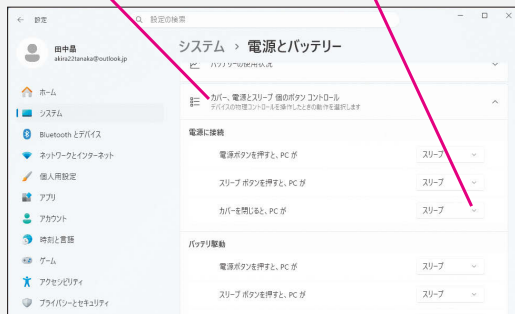 設定
設定の検索
田中晶
akira22tanaka@outlook.jp
ホーム
システム
Bluetooth とデバイス
ネットワークとインターネット
個人用設定
アプリ
アカウント
時刻と言語
ゲーム
アクセシビリティ
プライバシーとセキュリティ
システム › 電源とバッテリー
バッテリーの使用状況
カバー、電源とスリープ 個のボタン コントロール
デバイスの物理コントロールを操作したときの動作を選択します
電源に接続
電源ボタンを押すと、PC が スリープ
スリープ ボタンを押すと、PC が スリープ
カバーを閉じると、PC が スリープ
バッテリ駆動
電源ボタンを押すと、PC が スリープ
スリープ ボタンを押すと、PC が スリープ